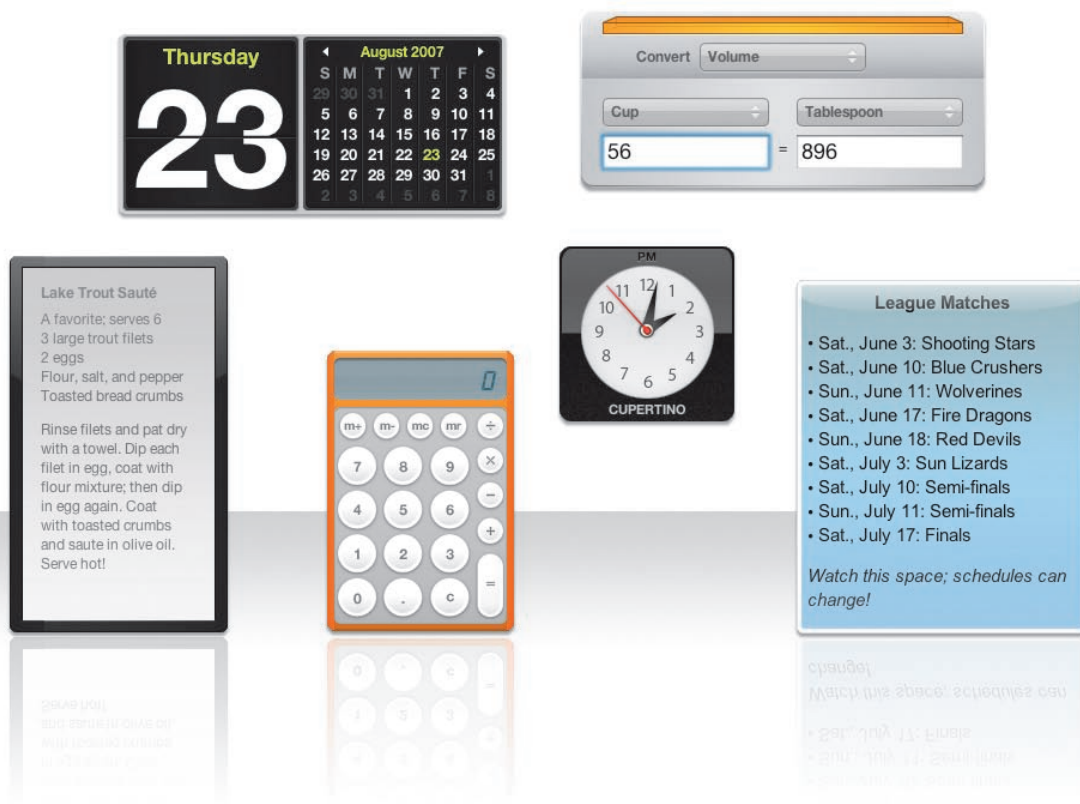 Thursday
23
August 2007
S M T W T F S
29 30 31 1 2 3 4
5 6 7 8 9 10 11
12 13 14 15 16 17 18
19 20 21 22 23 24 25
26 27 28 29 30 31 1
2 3 4 5 6 7 8
Convert Volume
Cup Tablespoon
56 = 896
Lake Trout Sauté
A favorite; serves 6
3 large trout filets
2 eggs
Flour, salt, and pepper
Toasted bread crumbs
Rinse filets and pat dry
with a towel. Dip each
filet in egg, coat with
flour mixture; then dip
in egg again. Coat
with toasted crumbs
and saute in olive oil.
Serve hot!
0
m+ m- mc mr ÷
7 8 9 ×
4 5 6 −
1 2 3 +
0 . c =
PM
12 1 2 3 4 5 6 7 8 9 10 11
CUPERTINO
League Matches
• Sat., June 3: Shooting Stars
• Sat., June 10: Blue Crushers
• Sun., June 11: Wolverines
• Sat., June 17: Fire Dragons
• Sun., June 18: Red Devils
• Sat., July 3: Sun Lizards
• Sat., July 10: Semi-finals
• Sun., July 11: Semi-finals
• Sat., July 17: Finals
Watch this space; schedules can
change!